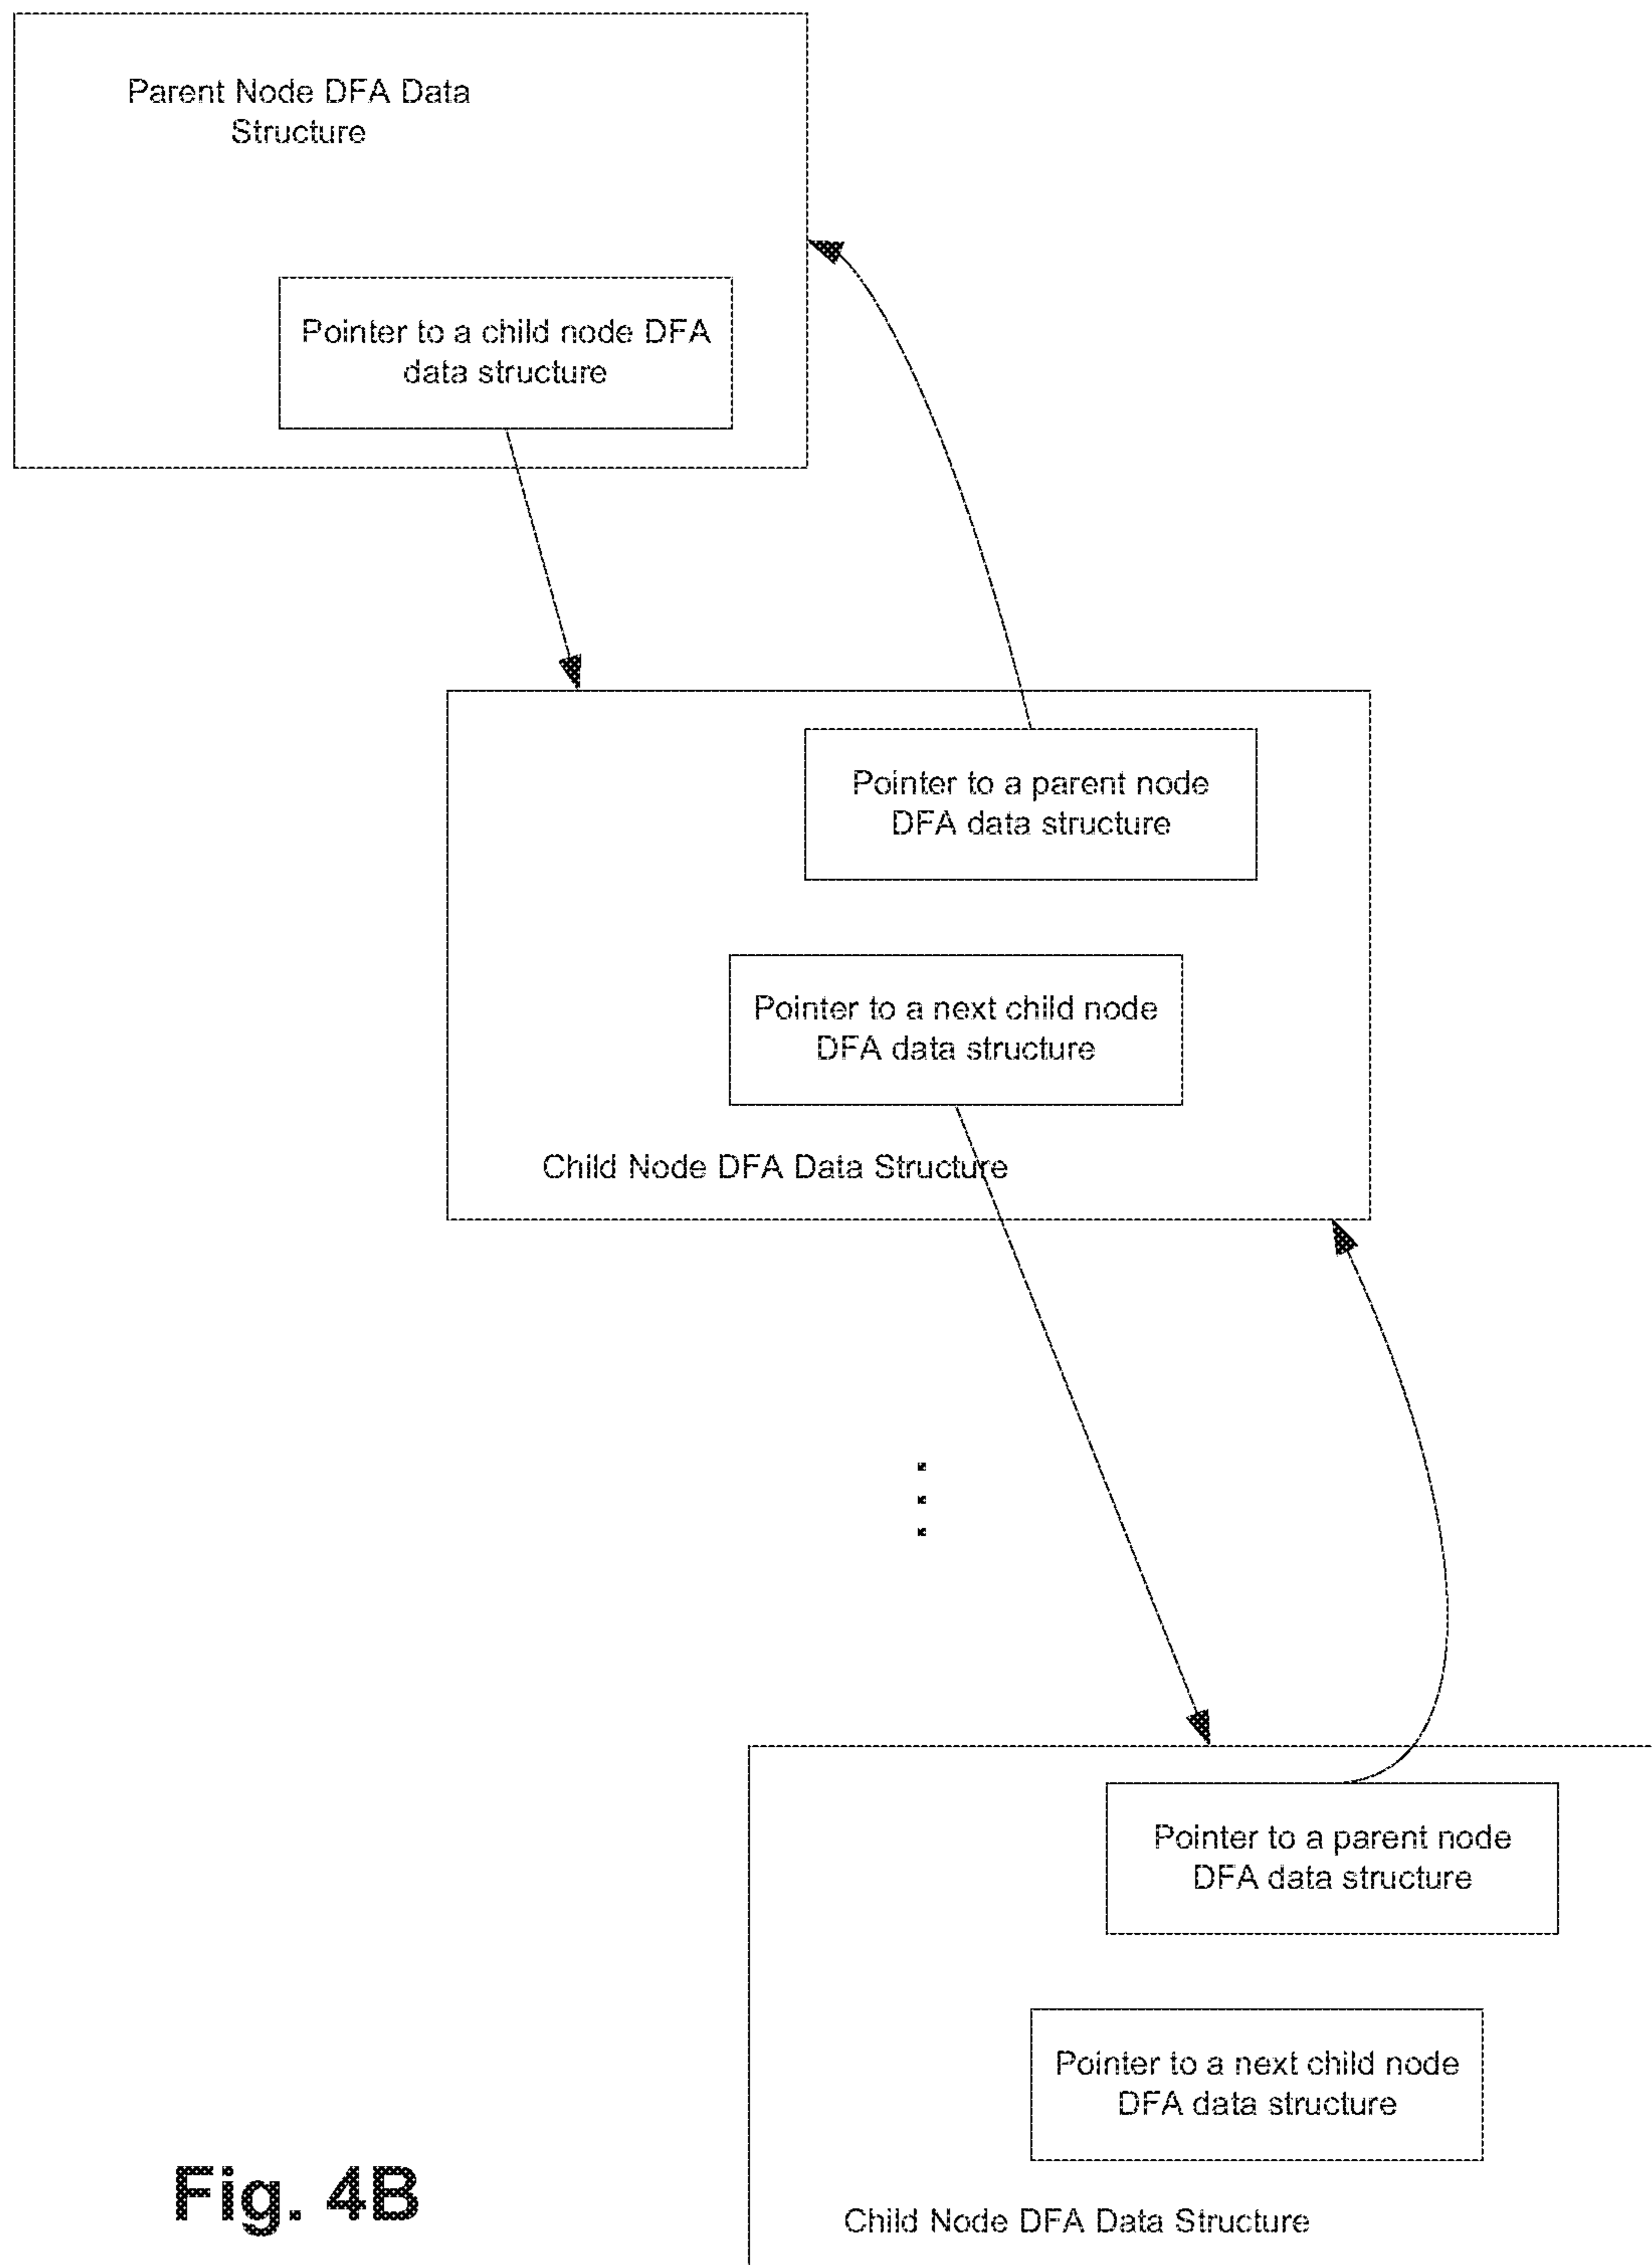 Parent Node DFA Data
Structure
Pointer to a child node DFA
data structure
Pointer to a parent node
DFA data structure
Pointer to a next child node
DFA data structure
Child Node DFA Data Structure
Pointer to a parent node
DFA data structure
Pointer to a next child node
DFA data structure
Child Node DFA Data Structure
Fig. 4B